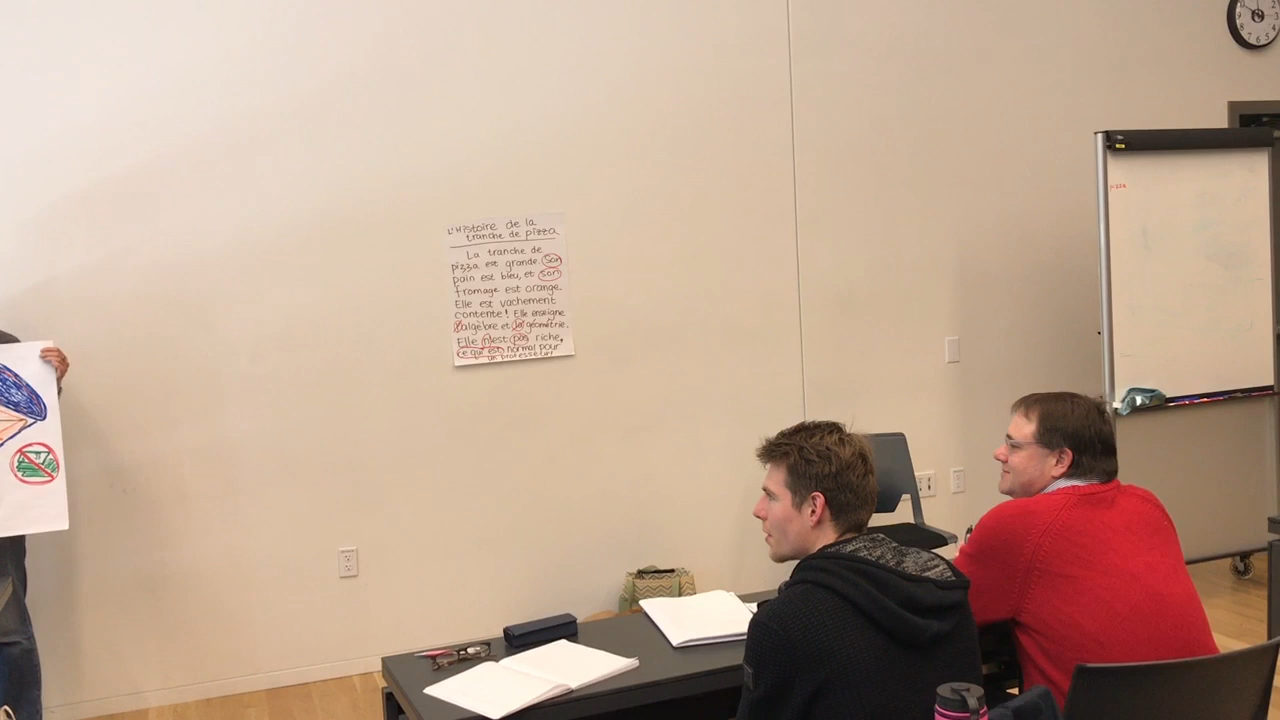 L'Histoire de la
tranche de pizza
La tranche de
pizza est grande. Son
pain est bleu, et son
fromage est orange.
Elle est vachement
contente! Elle enseigne
l'algèbre et la géométrie.
Elle n'est pas riche,
ce qui est normal pour
un professeur!
pizza